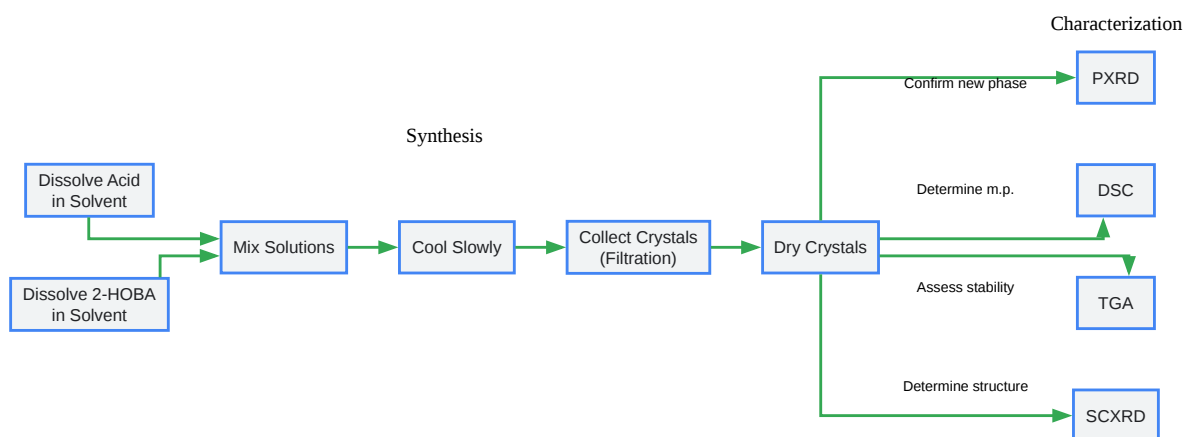 Characterization
Synthesis
Dissolve Acid
in Solvent
Dissolve 2-HOBA
in Solvent
Mix Solutions
Cool Slowly
Collect Crystals
(Filtration)
Dry Crystals
Confirm new phase
PXRD
Determine m.p.
DSC
Assess stability
TGA
Determine structure
SCXRD